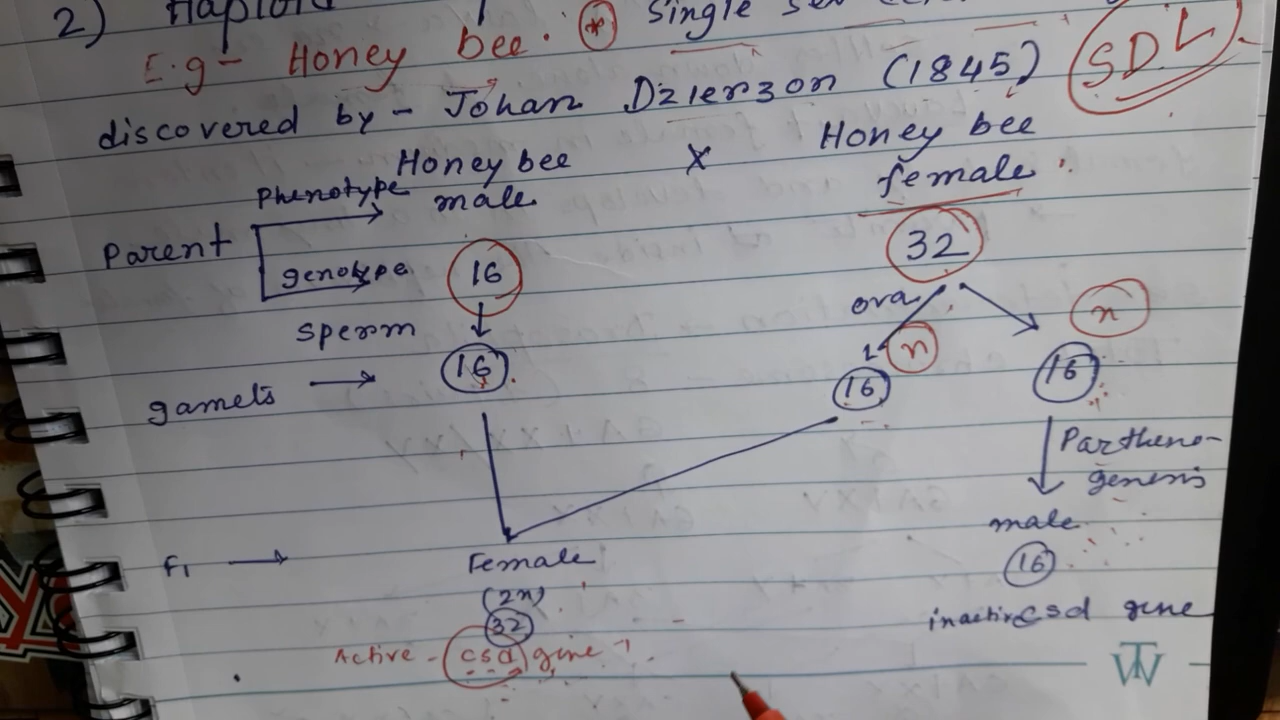 2) Haploid
E.g - Honey bee. * Single Sex
SDL
discovered by - Johan Dzierzon (1845)
Honey bee male X Honey bee female
Parent
Phenotype
genotype 16 32
sperm ova n n
gamets → 16 16 16
Partheno-
genesis
male
16
inactive csd gene
F₁ → Female
(2n)
32
Active - csd gene